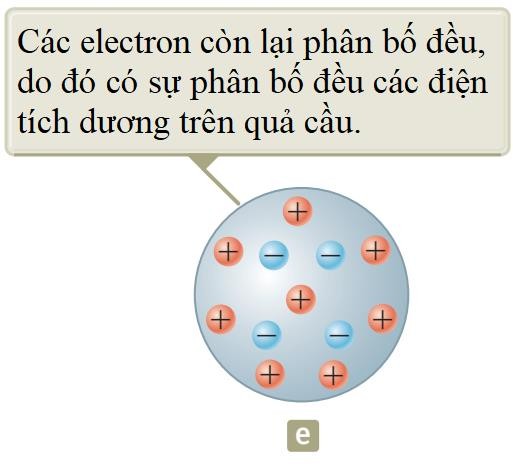 Các electron còn lại phân bố đều,
do đó có sự phân bố đều các điện
tích dương trên quả cầu.
+
+ − − +
+
+ +
− −
+ +
e